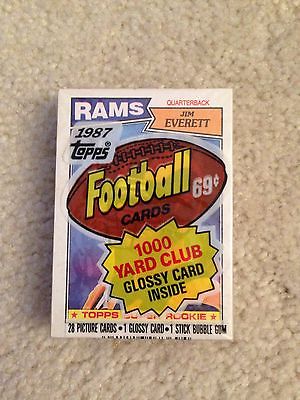 RAMS
QUARTERBACK
JIM
EVERETT
1987
topps®
Football
69¢
CARDS
1000
YARD CLUB
GLOSSY CARD
INSIDE
TOPPS
ROOKIE
28 PICTURE CARDS • 1 GLOSSY CARD • 1 STICK BUBBLE GUM